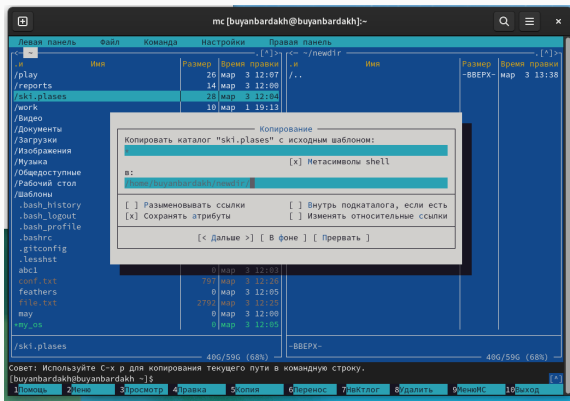 mc [buyanbardakh@buyanbardakh]:~
Левая панель Файл Команда Настройки Правая панель
<- ~ .[^]> <- ~/newdir .[^]>
.и Имя Размер Время правки .и Имя Размер Время правки
/play 26 мар 3 12:07 /.. -ВВЕРХ- мар 3 13:38
/reports 14 мар 3 12:00
/ski.plases 28 мар 3 12:04
/work 10 мар 1 19:13
/Видео
/Документы
/Загрузки
/Изображения
/Музыка
/Общедоступные
/Рабочий стол
/Шаблоны
.bash_history
.bash_logout
.bash_profile
.bashrc
.gitconfig
.lesshst
abc1 0 мар 3 12:03
conf.txt 797 мар 3 12:26
feathers 0 мар 3 12:05
file.txt 2792 мар 3 12:25
may 0 мар 3 12:00
*my_os 0 мар 3 12:05
Копирование
Копировать каталог "ski.plases" с исходным шаблоном:
[x] Метасимволы shell
в:
/home/buyanbardakh/newdir/
[ ] Разыменовывать ссылки [ ] Внутрь подкаталога, если есть
[x] Сохранять атрибуты [ ] Изменять относительные ссылки
[< Дальше >] [ В фоне ] [ Прервать ]
/ski.plases -ВВЕРХ-
40G/59G (68%) 40G/59G (68%)
Совет: Используйте C-x p для копирования текущего пути в командную строку.
[buyanbardakh@buyanbardakh ~]$ [^]
1Помощь 2Меню 3Просмотр 4Правка 5Копия 6Перенос 7НвКтлог 8Удалить 9МенюMC 10Выход